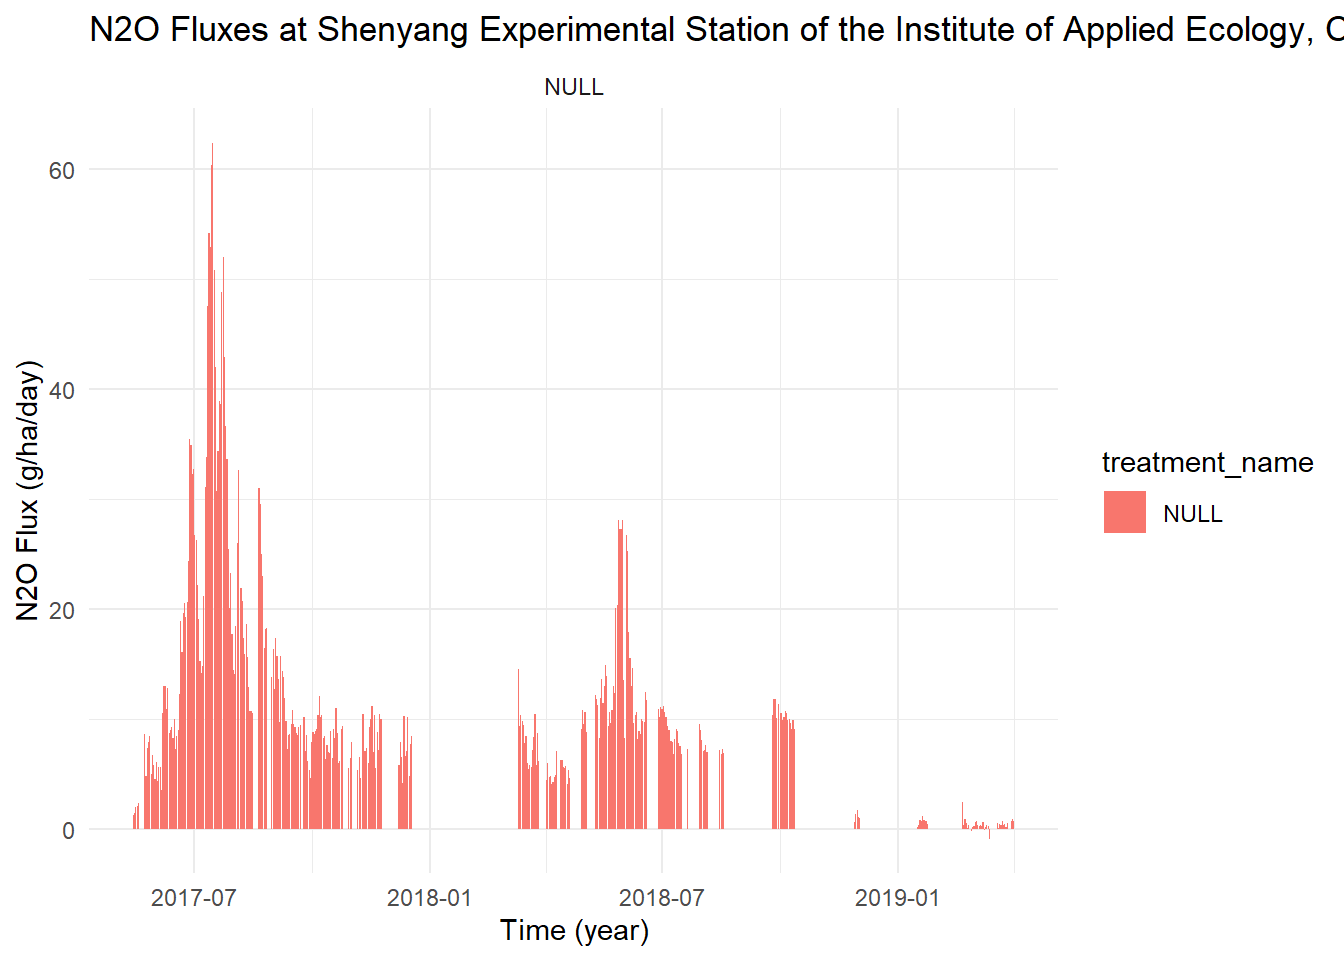 N2O Fluxes at Shenyang Experimental Station of the Institute of Applied Ecology, C
NULL
60
40
20
0
N2O Flux (g/ha/day)
2017-07 2018-01 2018-07 2019-01
Time (year)
treatment_name
NULL